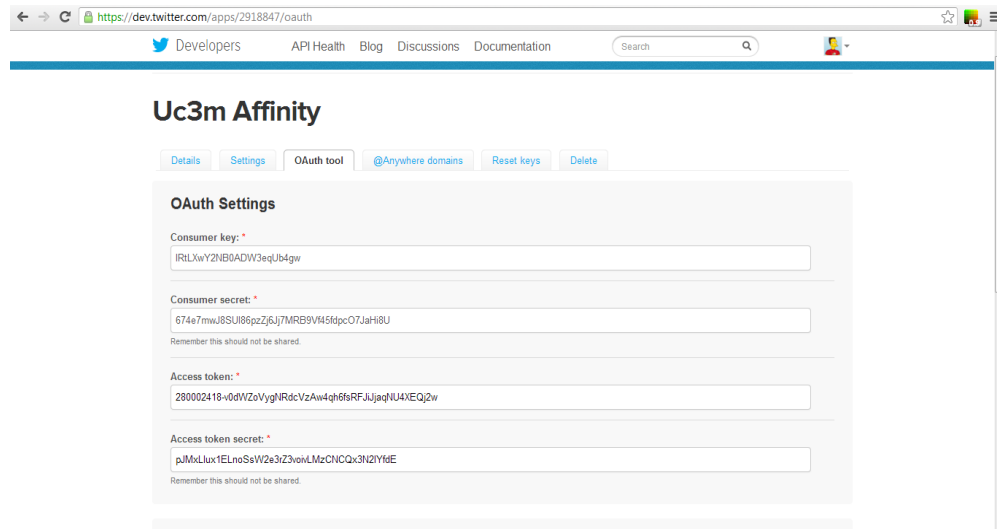 https://dev.twitter.com/apps/2918847/oauth
Developers API Health Blog Discussions Documentation Search
Uc3m Affinity
Details Settings OAuth tool @Anywhere domains Reset keys Delete
OAuth Settings
Consumer key: *
Consumer secret: *
Remember this should not be shared.
Access token: *
280002418-v0dWZoVygNRdcVzAw4qh6fsRFJiJjaqNU4XEQj2w
Access token secret: *
Remember this should not be shared.